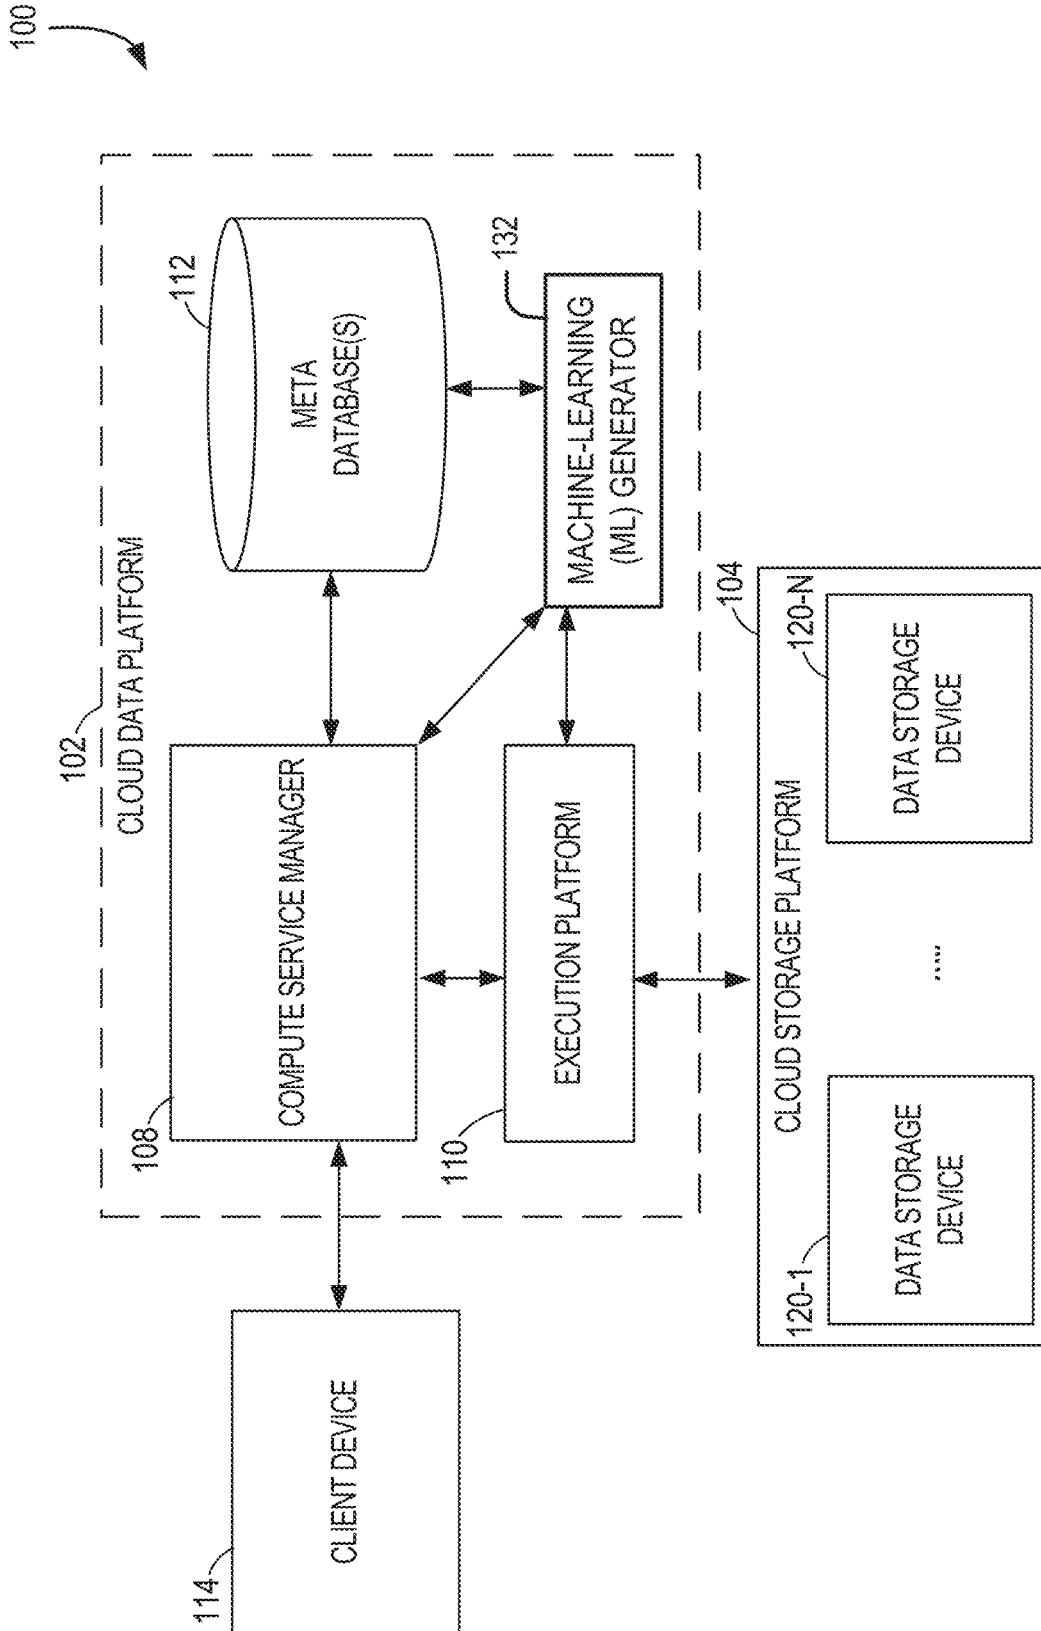 100
102
CLOUD DATA PLATFORM
108
COMPUTE SERVICE MANAGER
112
META
DATABASE(S)
114
CLIENT DEVICE
110
EXECUTION PLATFORM
132
MACHINE-LEARNING
(ML) GENERATOR
104
CLOUD STORAGE PLATFORM
120-1
DATA STORAGE
DEVICE
....
120-N
DATA STORAGE
DEVICE